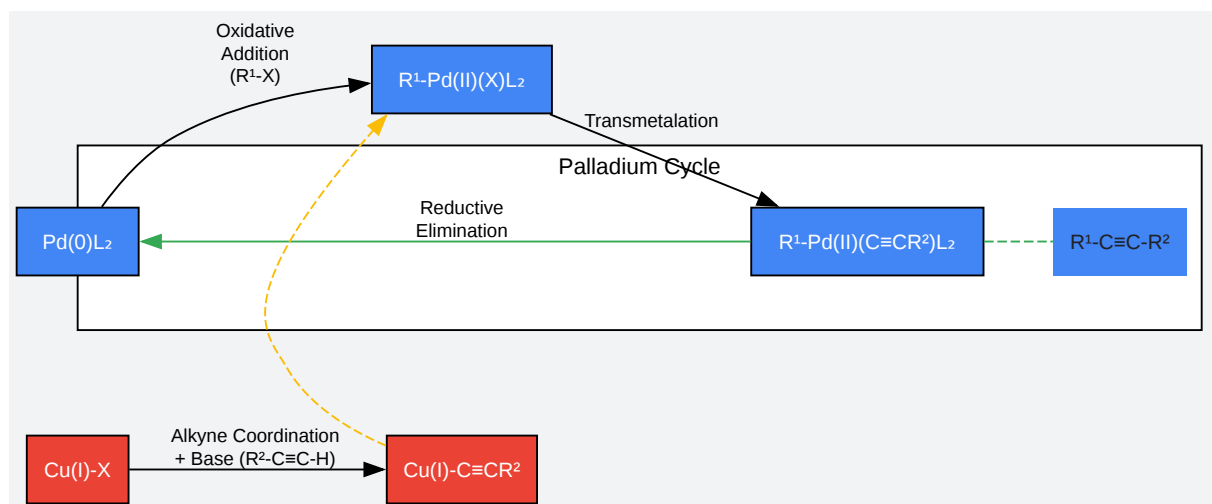 Oxidative
Addition
(R¹-X)
R¹-Pd(II)(X)L₂
Transmetalation
Palladium Cycle
Reductive
Elimination
Pd(0)L₂
R¹-Pd(II)(C≡CR²)L₂
R¹-C≡C-R²
Alkyne Coordination
+ Base (R²-C≡C-H)
Cu(I)-X
Cu(I)-C≡CR²